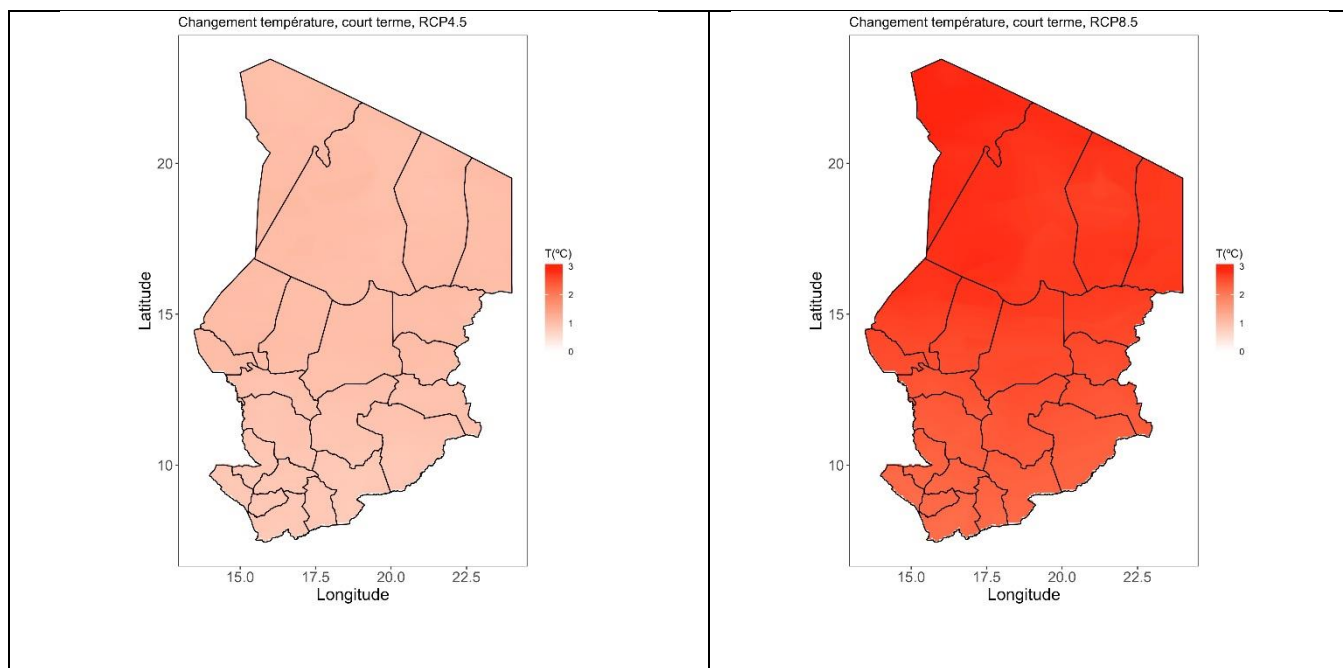 Changement température, court terme, RCP4.5
20
15
10
Latitude
15.0 17.5 20.0 22.5
Longitude
T(ºC)
3
2
1
0
Changement température, court terme, RCP8.5
20
15
10
Latitude
15.0 17.5 20.0 22.5
Longitude
T(ºC)
3
2
1
0